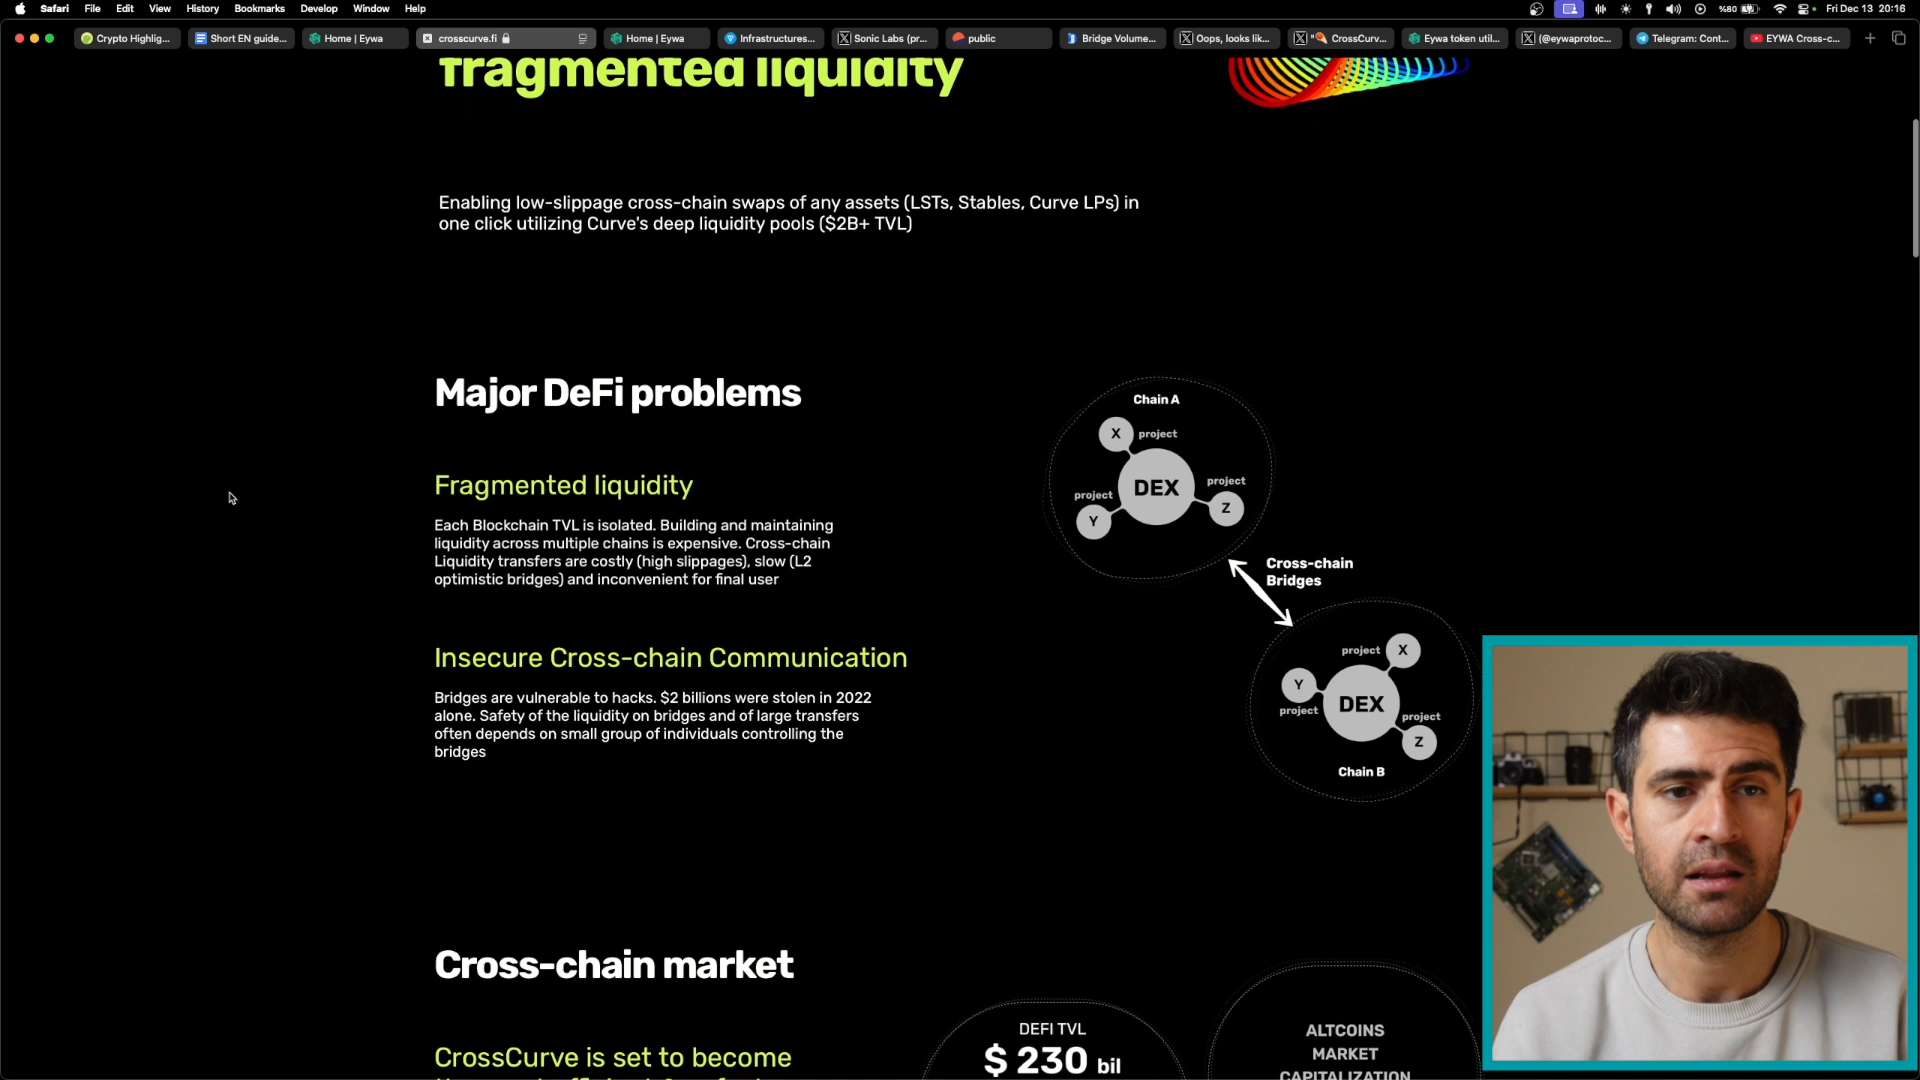 Safari File Edit View History Bookmarks Develop Window Help
%80 Fri Dec 13 20:16
Crypto Highlig...
Short EN guide...
Home | Eywa
crosscurve.fi
Home | Eywa
Infrastructures...
Sonic Labs (pr...
public
Bridge Volume...
Oops, looks lik...
"🪃 CrossCurv...
Eywa token util...
(@eywaprotoc...
Telegram: Cont...
EYWA Cross-c...
fragmented liquidity
Enabling low-slippage cross-chain swaps of any assets (LSTs, Stables, Curve LPs) in
one click utilizing Curve's deep liquidity pools ($2B+ TVL)
Major DeFi problems
Fragmented liquidity
Each Blockchain TVL is isolated. Building and maintaining
liquidity across multiple chains is expensive. Cross-chain
Liquidity transfers are costly (high slippages), slow (L2
optimistic bridges) and inconvenient for final user
Insecure Cross-chain Communication
Bridges are vulnerable to hacks. $2 billions were stolen in 2022
alone. Safety of the liquidity on bridges and of large transfers
often depends on small group of individuals controlling the
bridges
Chain A
X project
project
project
DEX
Y
Z
Cross-chain
Bridges
project X
Y
project
DEX
project
Z
Chain B
Cross-chain market
CrossCurve is set to become
DEFI TVL
$ 230 bil
ALTCOINS
MARKET
CAPITALIZATION